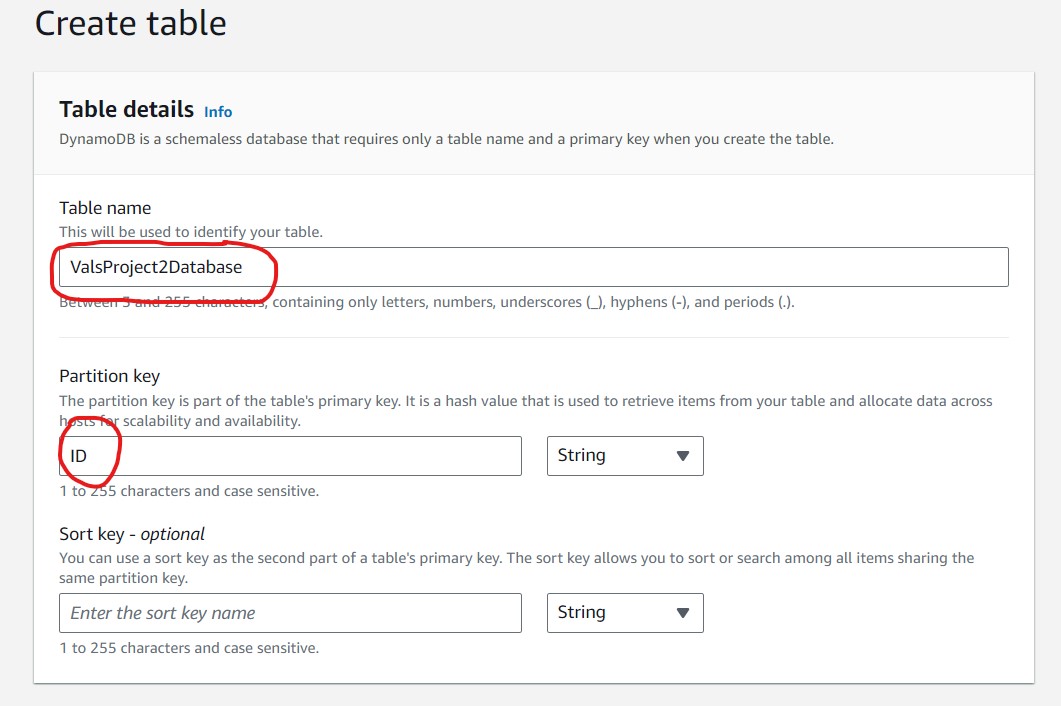 Create table
Table details Info
DynamoDB is a schemaless database that requires only a table name and a primary key when you create the table.
Table name
This will be used to identify your table.
ValsProject2Database
Between 3 and 255 characters, containing only letters, numbers, underscores (_), hyphens (-), and periods (.).
Partition key
The partition key is part of the table's primary key. It is a hash value that is used to retrieve items from your table and allocate data across
hosts for scalability and availability.
ID String
1 to 255 characters and case sensitive.
Sort key - optional
You can use a sort key as the second part of a table's primary key. The sort key allows you to sort or search among all items sharing the
same partition key.
Enter the sort key name String
1 to 255 characters and case sensitive.